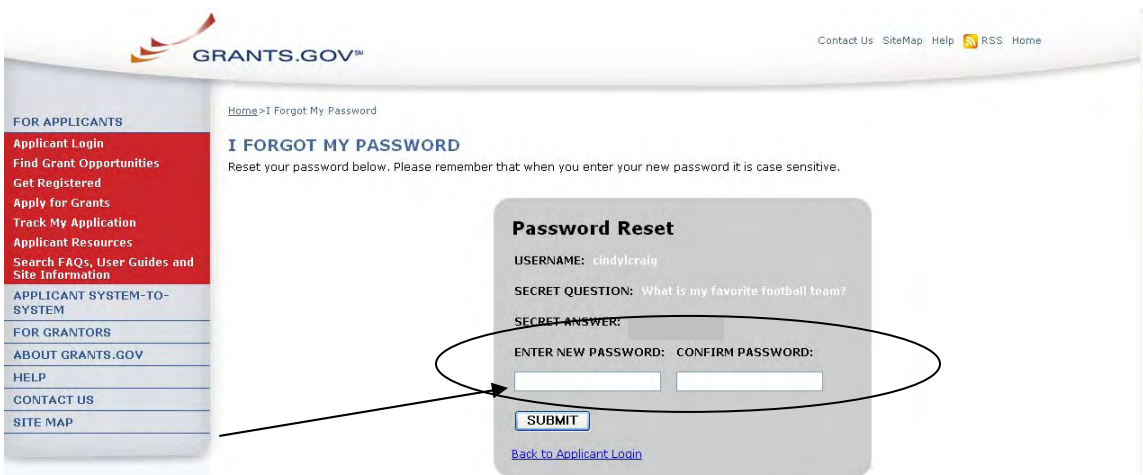 GRANTS.GOV℠
Contact Us SiteMap Help RSS Home
Home>I Forgot My Password
FOR APPLICANTS
Applicant Login
Find Grant Opportunities
Get Registered
Apply for Grants
Track My Application
Applicant Resources
Search FAQs, User Guides and
Site Information
APPLICANT SYSTEM-TO-
SYSTEM
FOR GRANTORS
ABOUT GRANTS.GOV
HELP
CONTACT US
SITE MAP
I FORGOT MY PASSWORD
Reset your password below. Please remember that when you enter your new password it is case sensitive.
Password Reset
USERNAME: cindylcraig
SECRET QUESTION: What is my favorite football team?
SECRET ANSWER:
ENTER NEW PASSWORD: CONFIRM PASSWORD:
SUBMIT
Back to Applicant Login